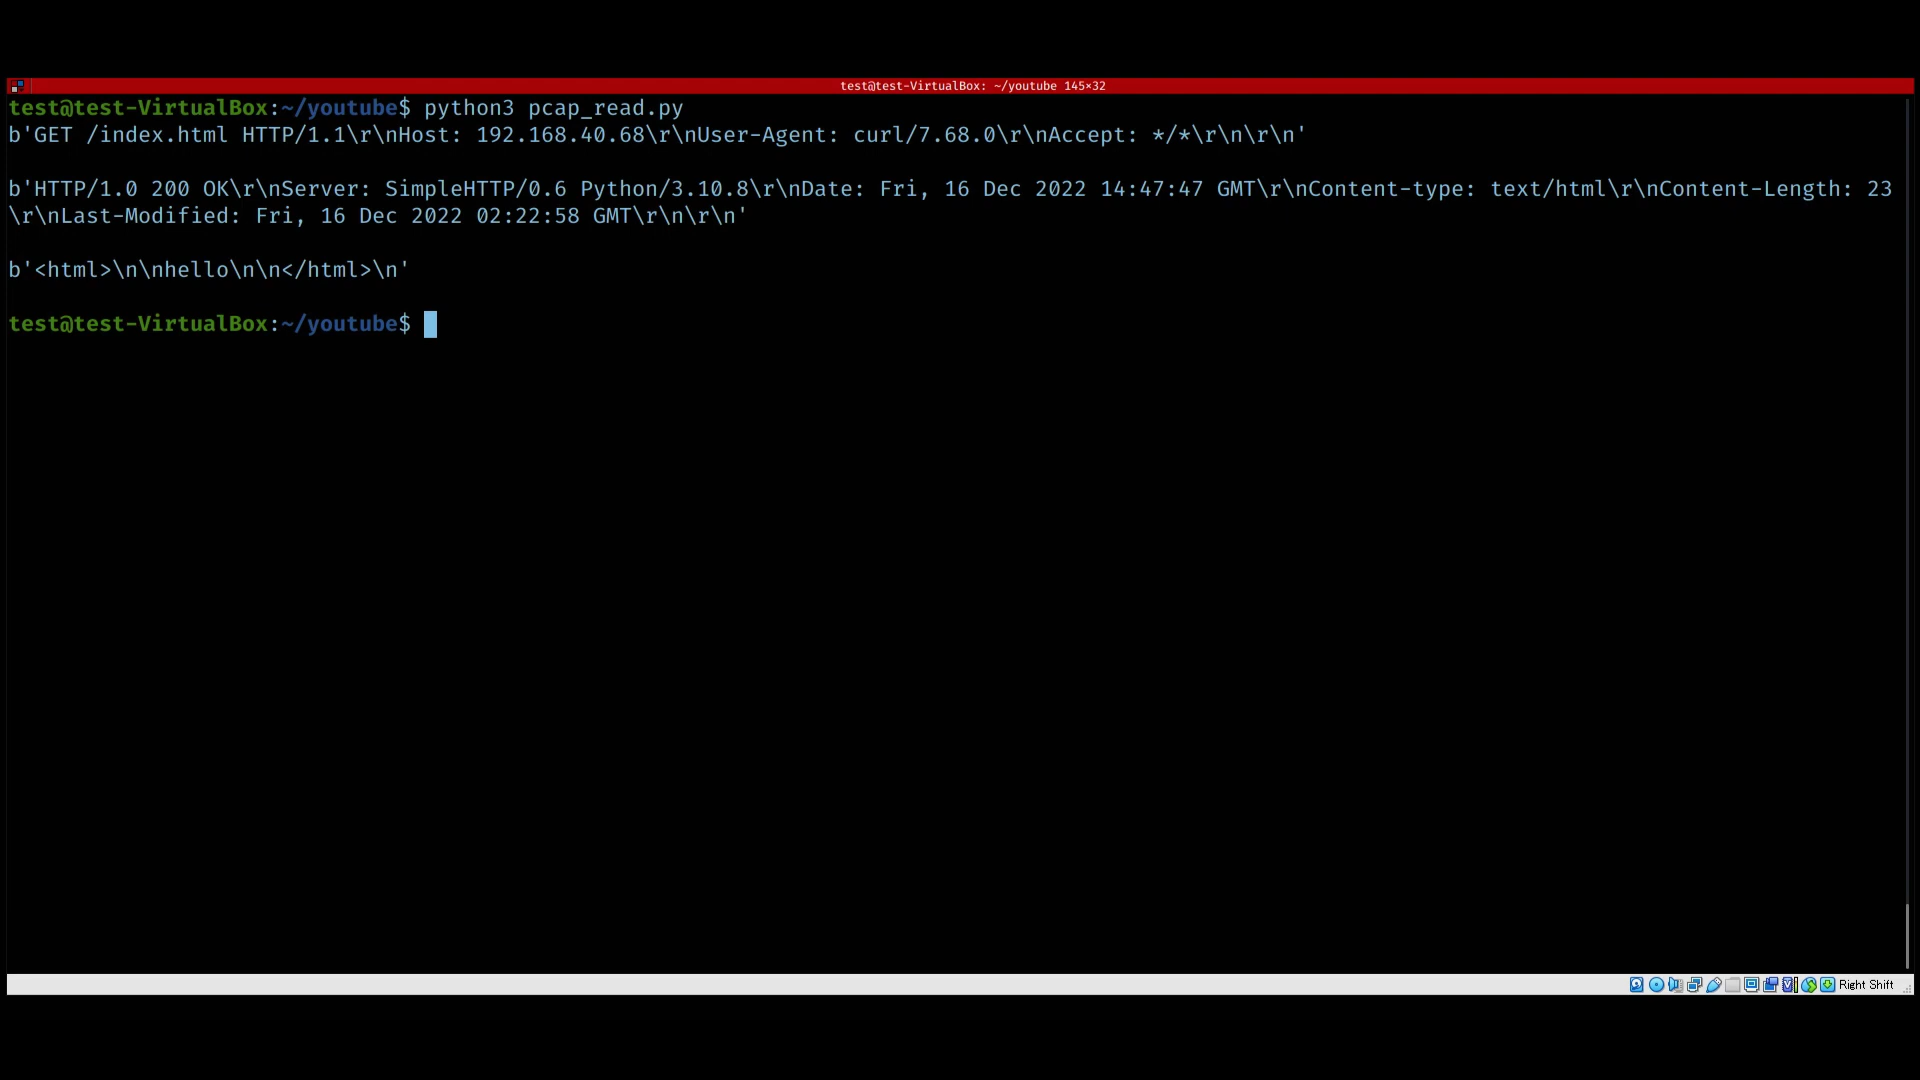 test@test-VirtualBox: ~/youtube 145×32
test@test-VirtualBox:~/youtube$ python3 pcap_read.py
b'GET /index.html HTTP/1.1\r\nHost: 192.168.40.68\r\nUser-Agent: curl/7.68.0\r\nAccept: */*\r\n\r\n'
b'HTTP/1.0 200 OK\r\nServer: SimpleHTTP/0.6 Python/3.10.8\r\nDate: Fri, 16 Dec 2022 14:47:47 GMT\r\nContent-type: text/html\r\nContent-Length: 23
\r\nLast-Modified: Fri, 16 Dec 2022 02:22:58 GMT\r\n\r\n'
b'<html>\n\nhello\n\n</html>\n'
test@test-VirtualBox:~/youtube$
Right Shift